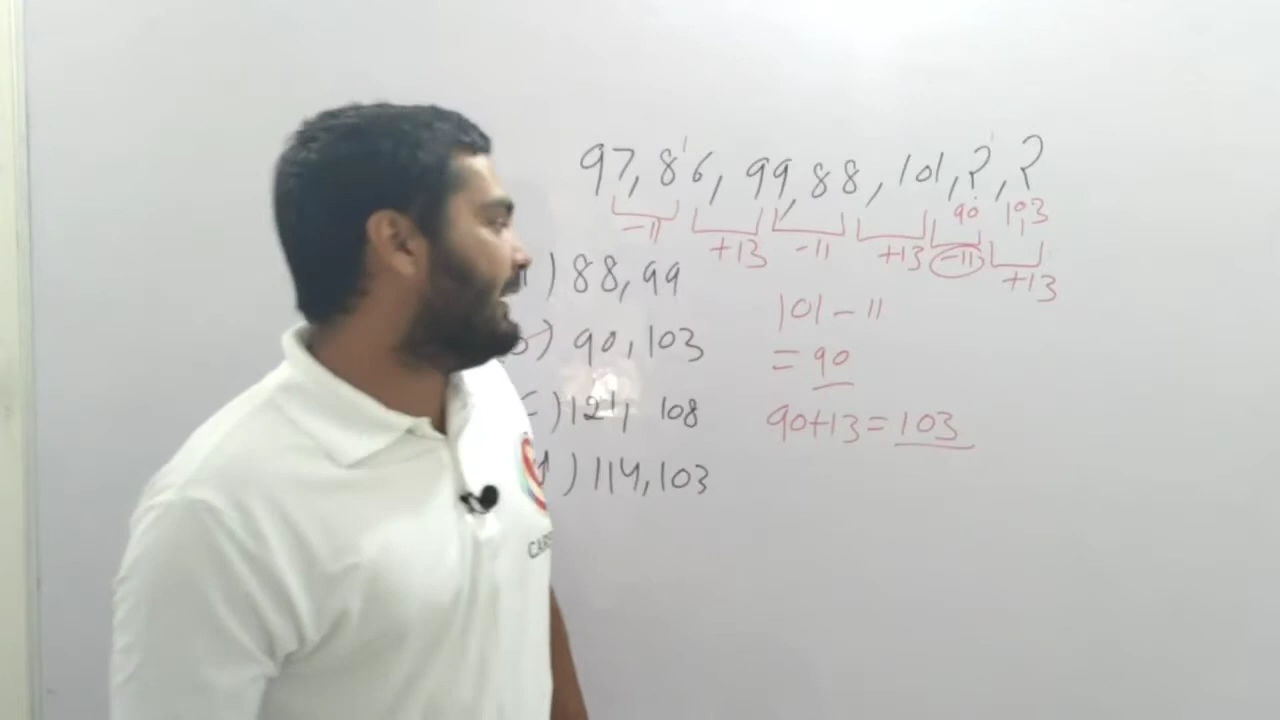 97, 86, 99, 88, 101, ?, ?
90 103
-11 +13 -11 +13 -11 +13
) 88, 99
b) 90, 103
c) 121, 108
d) 114, 103
101 - 11
= 90
90+13 = 103